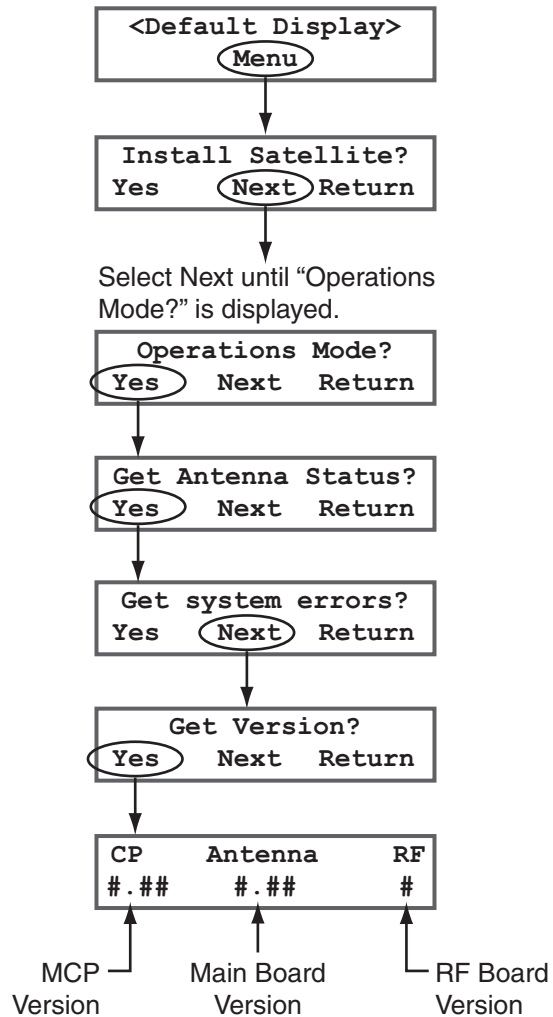 <Default Display>
Menu
Install Satellite?
Yes Next Return
Select Next until “Operations
Mode?” is displayed.
Operations Mode?
Yes Next Return
Get Antenna Status?
Yes Next Return
Get system errors?
Yes Next Return
Get Version?
Yes Next Return
CP Antenna RF
#.## #.## #
MCP
Version
Main Board
Version
RF Board
Version